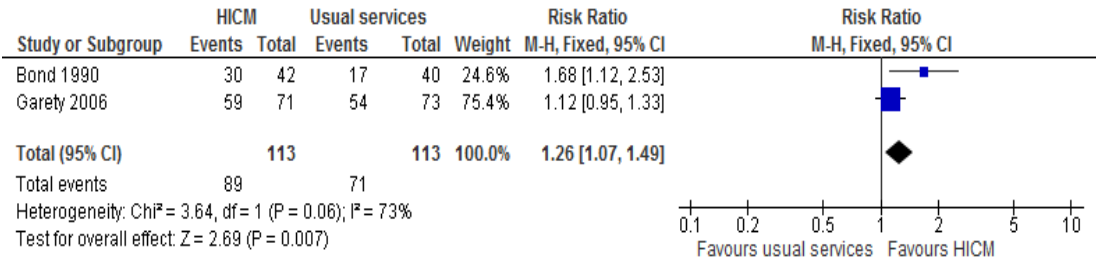 HICM Usual services Risk Ratio Risk Ratio
Study or Subgroup Events Total Events Total Weight M-H, Fixed, 95% CI M-H, Fixed, 95% CI
Bond 1990 30 42 17 40 24.6% 1.68 [1.12, 2.53]
Garety 2006 59 71 54 73 75.4% 1.12 [0.95, 1.33]
Total (95% CI) 113 113 100.0% 1.26 [1.07, 1.49]
Total events 89 71
Heterogeneity: Chi² = 3.64, df = 1 (P = 0.06); I² = 73%
Test for overall effect: Z = 2.69 (P = 0.007)
0.1 0.2 0.5 1 2 5 10
Favours usual services Favours HICM